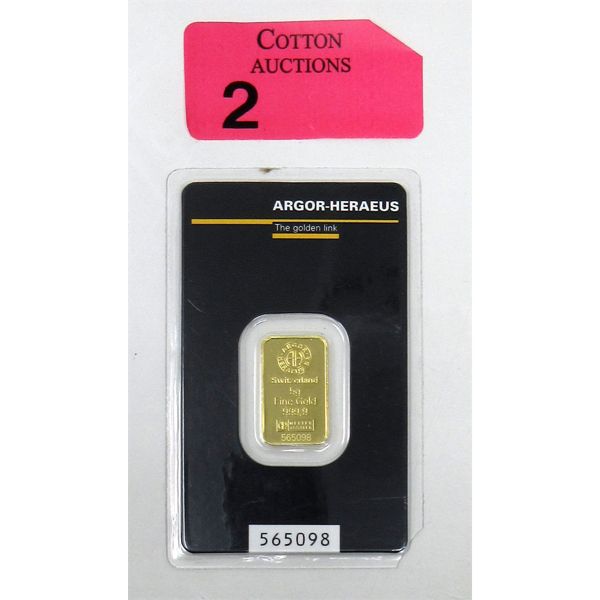 COTTON
AUCTIONS
2
ARGOR-HERAEUS
The golden link
Switzerland
5g
Fine Gold
999,9
565098
565098